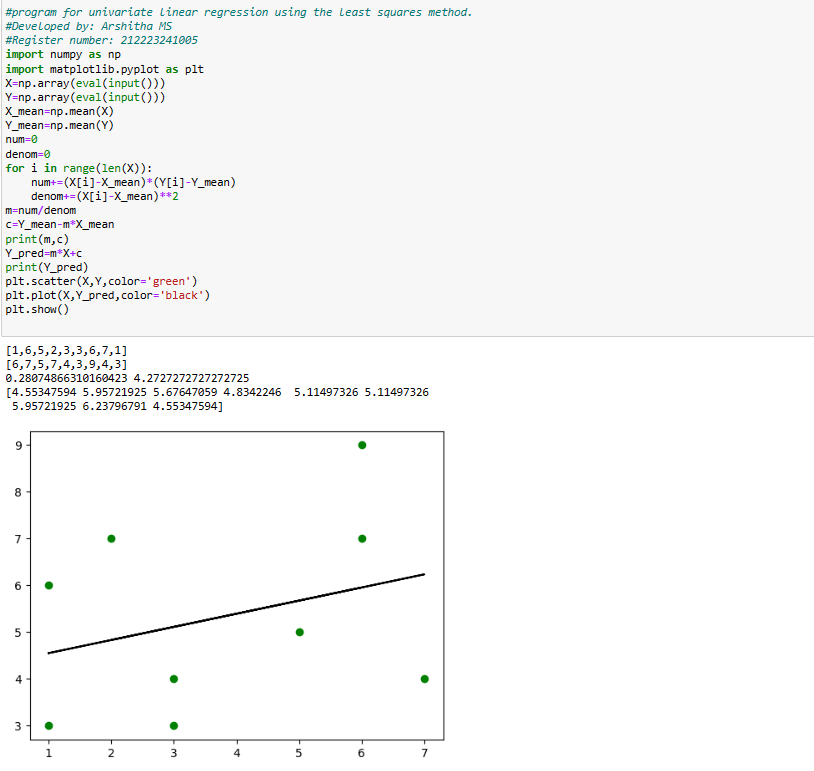 #program for univariate linear regression using the least squares method.
#Developed by: Arshitha MS
#Register number: 212223241005
import numpy as np
import matplotlib.pyplot as plt
X=np.array(eval(input()))
Y=np.array(eval(input()))
X_mean=np.mean(X)
Y_mean=np.mean(Y)
num=0
denom=0
for i in range(len(X)):
    num+=(X[i]-X_mean)*(Y[i]-Y_mean)
    denom+=(X[i]-X_mean)**2
m=num/denom
c=Y_mean-m*X_mean
print(m,c)
Y_pred=m*X+c
print(Y_pred)
plt.scatter(X,Y,color='green')
plt.plot(X,Y_pred,color='black')
plt.show()
[1,6,5,2,3,3,6,7,1]
[6,7,5,7,4,3,9,4,3]
0.28074866310160423 4.2727272727272725
[4.55347594 5.95721925 5.67647059 4.8342246  5.11497326 5.11497326
 5.95721925 6.23796791 4.55347594]
9
8
7
6
5
4
3
1 2 3 4 5 6 7